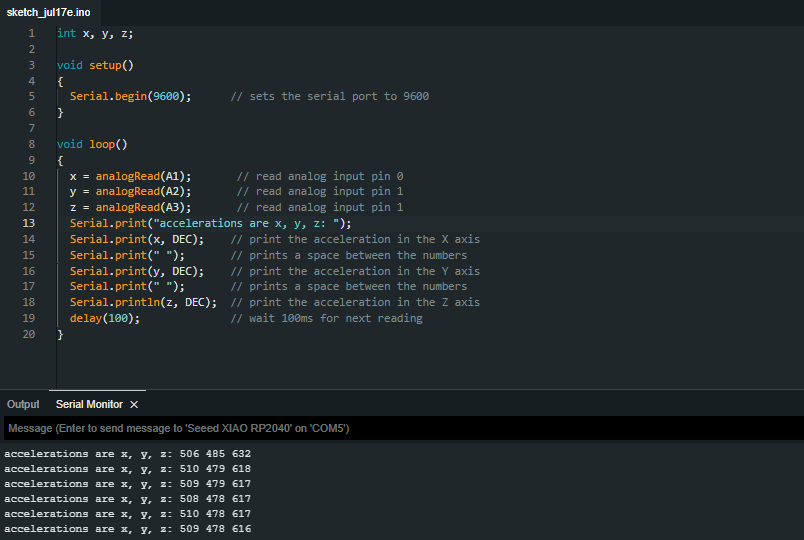 sketch_jul17e.ino
1 int x, y, z;
2
3 void setup()
4 {
5 Serial.begin(9600); // sets the serial port to 9600
6 }
7
8 void loop()
9 {
10 x = analogRead(A1); // read analog input pin 0
11 y = analogRead(A2); // read analog input pin 1
12 z = analogRead(A3); // read analog input pin 1
13 Serial.print("accelerations are x, y, z: ");
14 Serial.print(x, DEC); // print the acceleration in the X axis
15 Serial.print(" "); // prints a space between the numbers
16 Serial.print(y, DEC); // print the acceleration in the Y axis
17 Serial.print(" "); // prints a space between the numbers
18 Serial.println(z, DEC); // print the acceleration in the Z axis
19 delay(100); // wait 100ms for next reading
20 }
Output Serial Monitor ×
Message (Enter to send message to 'Seeed XIAO RP2040' on 'COM5')
accelerations are x, y, z: 506 485 632
accelerations are x, y, z: 510 479 618
accelerations are x, y, z: 509 479 617
accelerations are x, y, z: 508 478 617
accelerations are x, y, z: 510 478 617
accelerations are x, y, z: 509 478 616